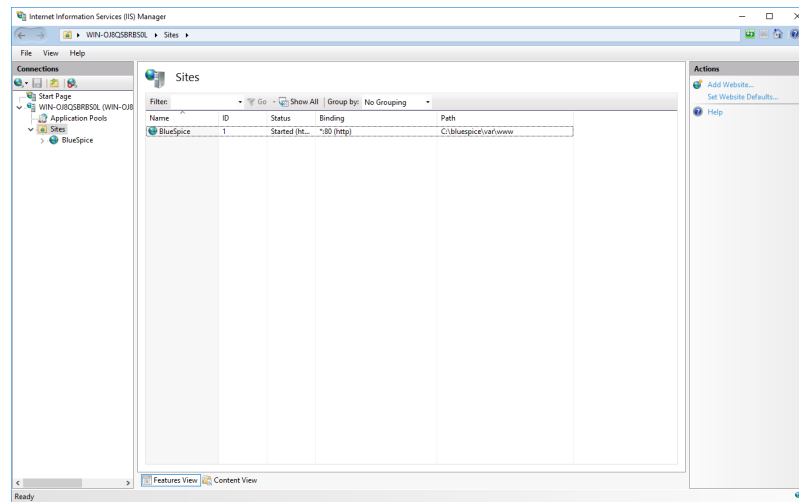 Internet Information Services (IIS) Manager
WIN-OJ8QSBRBS0L
Sites
File View Help
Connections
Start Page
WIN-OJ8QSBRBS0L (WIN-OJ8
Application Pools
Sites
BlueSpice
Sites
Filter: Go Show All Group by: No Grouping
Name ID Status Binding Path
BlueSpice 1 Started (ht... *:80 (http) C:\bluespice\var\www
Features View Content View
Actions
Add Website...
Set Website Defaults...
Help
Ready